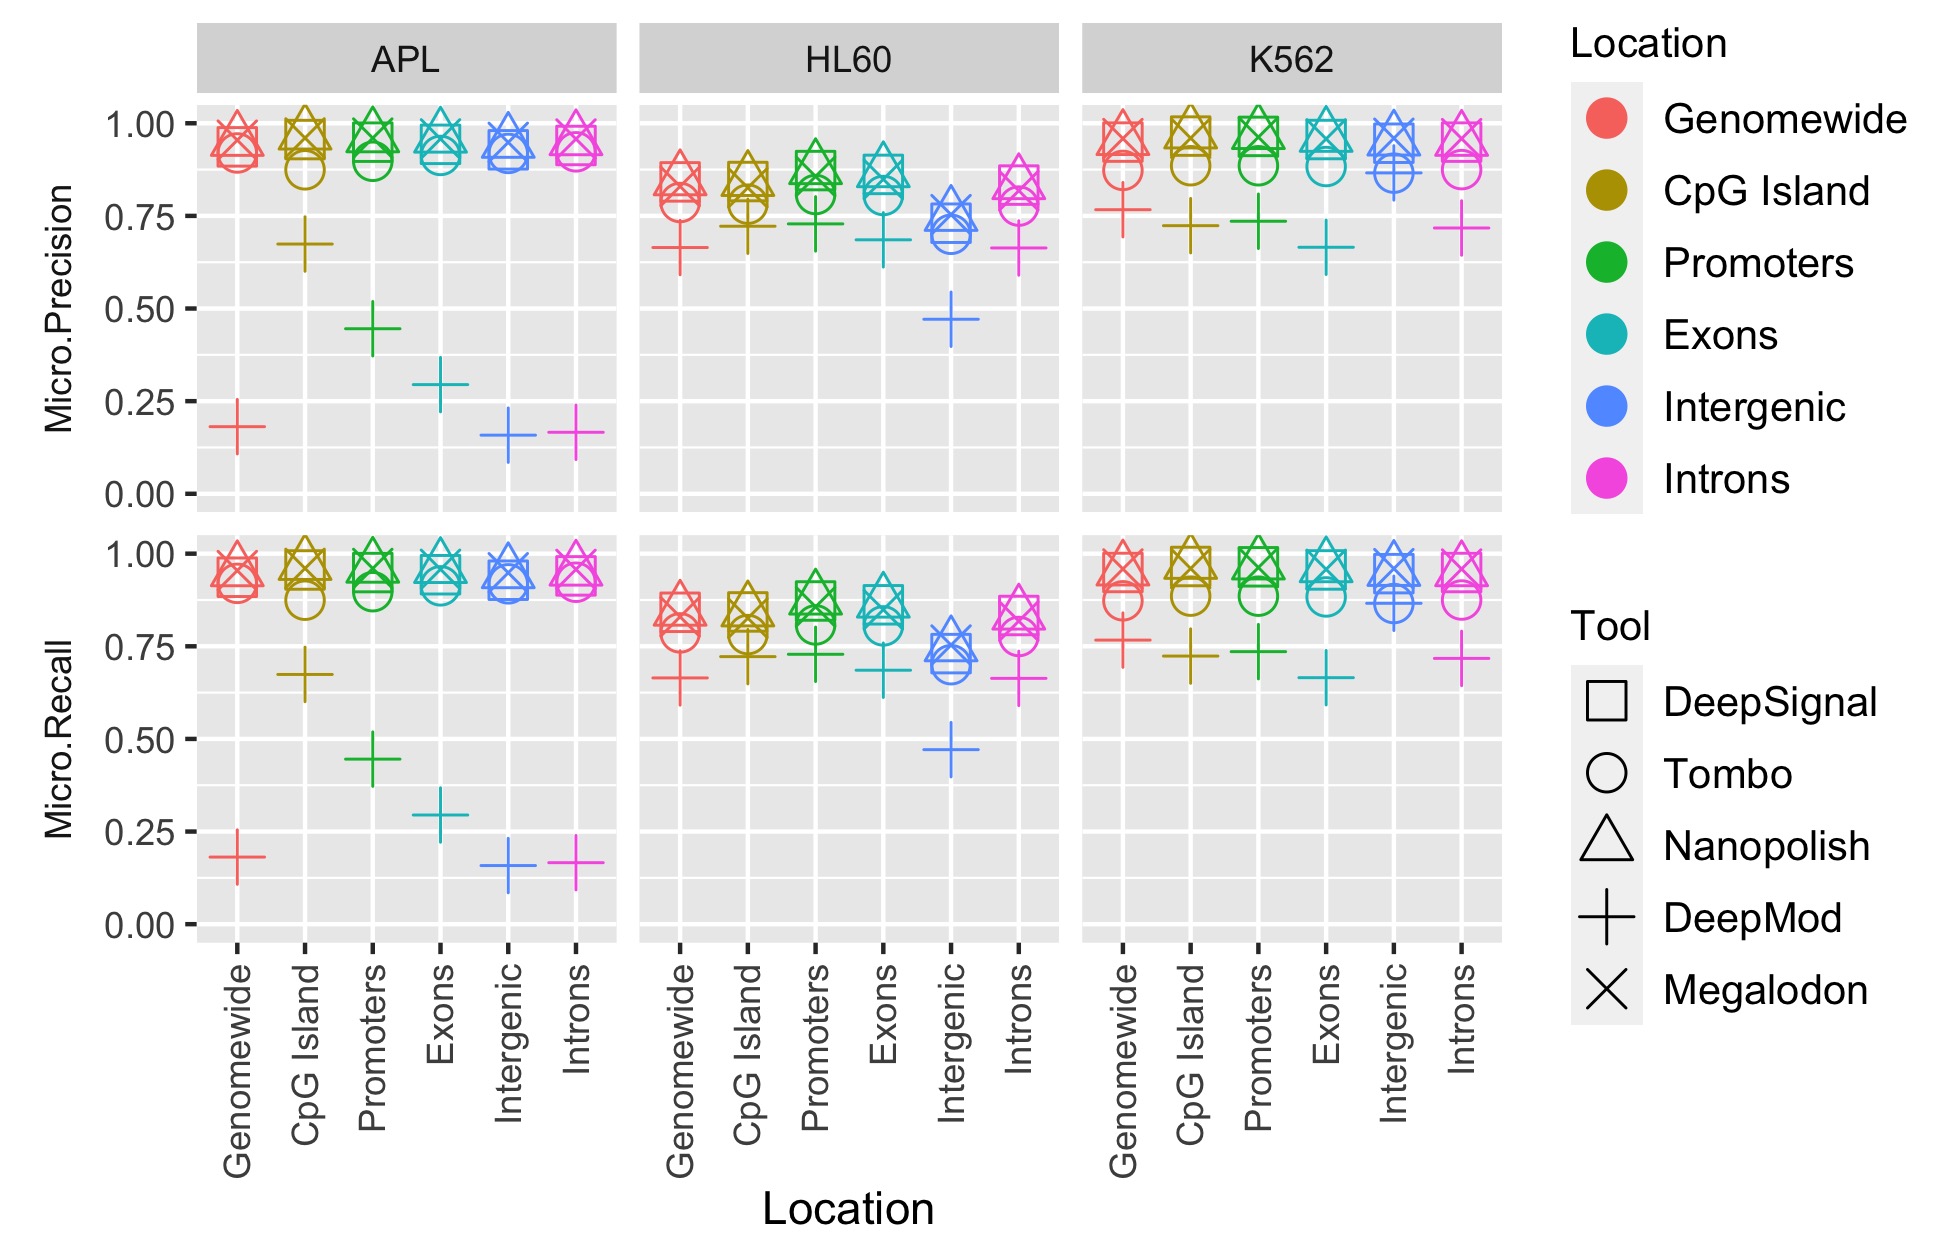 APL HL60 K562
Micro.Precision
1.00
0.75
0.50
0.25
0.00
Micro.Recall
1.00
0.75
0.50
0.25
0.00
Genomewide CpG Island Promoters Exons Intergenic Introns
Genomewide CpG Island Promoters Exons Intergenic Introns
Genomewide CpG Island Promoters Exons Intergenic Introns
Location
Location
Genomewide
CpG Island
Promoters
Exons
Intergenic
Introns
Tool
DeepSignal
Tombo
Nanopolish
DeepMod
Megalodon